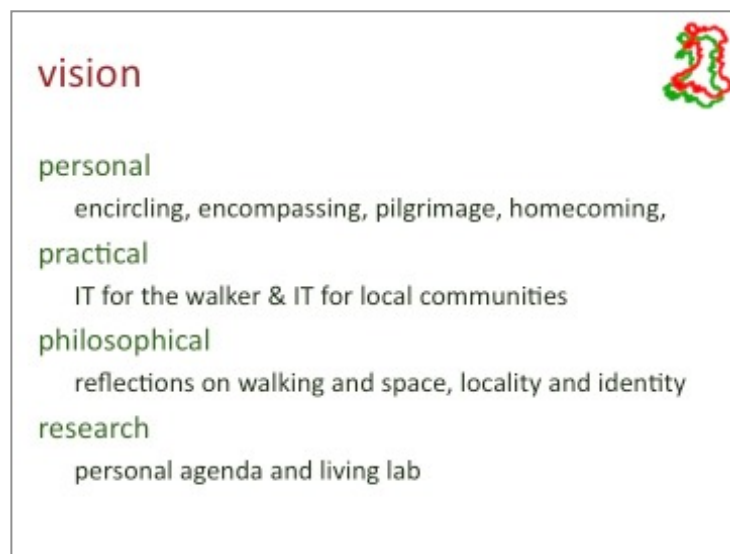 vision
personal
encircling, encompassing, pilgrimage, homecoming,
practical
IT for the walker & IT for local communities
philosophical
reflections on walking and space, locality and identity
research
personal agenda and living lab